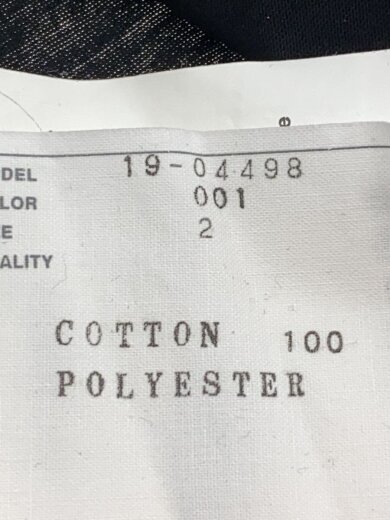 e
DEL 19-04498
LOR 001
E 2
ALITY
COTTON 100
POLYESTER